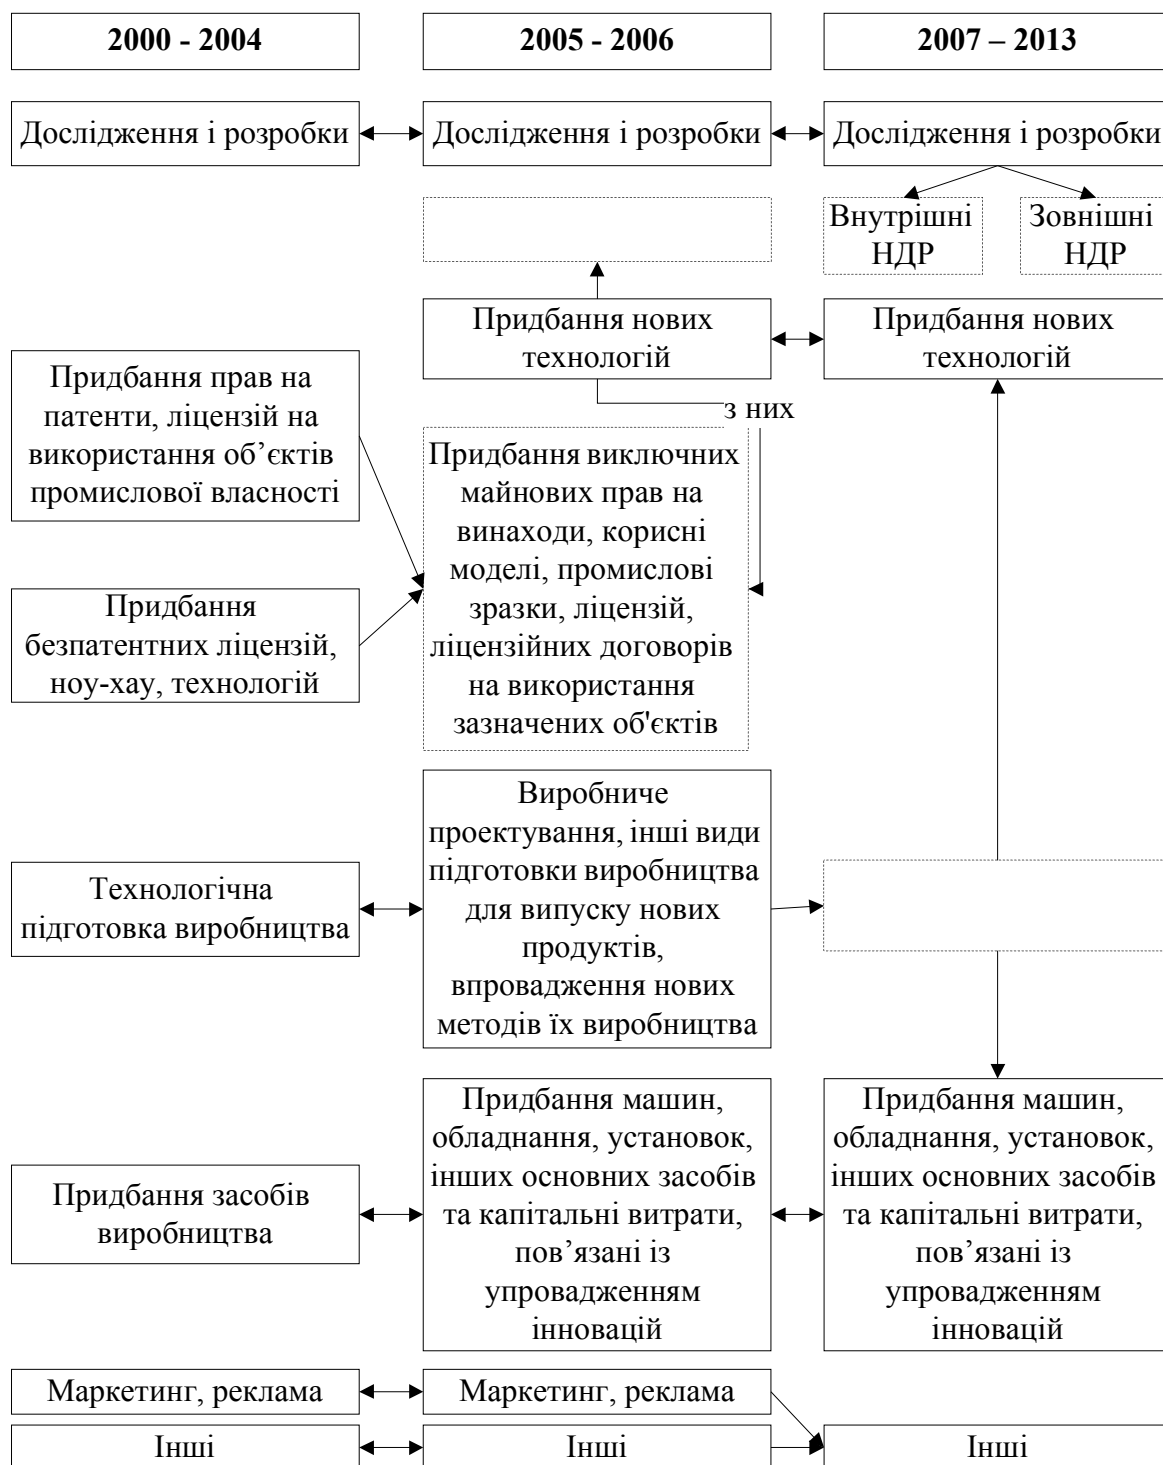 2000 - 2004
2005 - 2006
2007 – 2013
Дослідження і розробки
Дослідження і розробки
Дослідження і розробки
Внутрішні
НДР
Зовнішні
НДР
Придбання нових
технологій
Придбання нових
технологій
з них
Придбання прав на
патенти, ліцензій на
використання об’єктів
промислової власності
Придбання
безпатентних ліцензій,
ноу-хау, технологій
Придбання виключних
майнових прав на
винаходи, корисні
моделі, промислові
зразки, ліцензій,
ліцензійних договорів
на використання
зазначених об'єктів
Технологічна
підготовка виробництва
Виробниче
проектування, інші види
підготовки виробництва
для випуску нових
продуктів,
впровадження нових
методів їх виробництва
Придбання засобів
виробництва
Придбання машин,
обладнання, установок,
інших основних засобів
та капітальні витрати,
пов’язані із
упровадженням
інновацій
Придбання машин,
обладнання, установок,
інших основних засобів
та капітальні витрати,
пов’язані із
упровадженням
інновацій
Маркетинг, реклама
Маркетинг, реклама
Інші
Інші
Інші